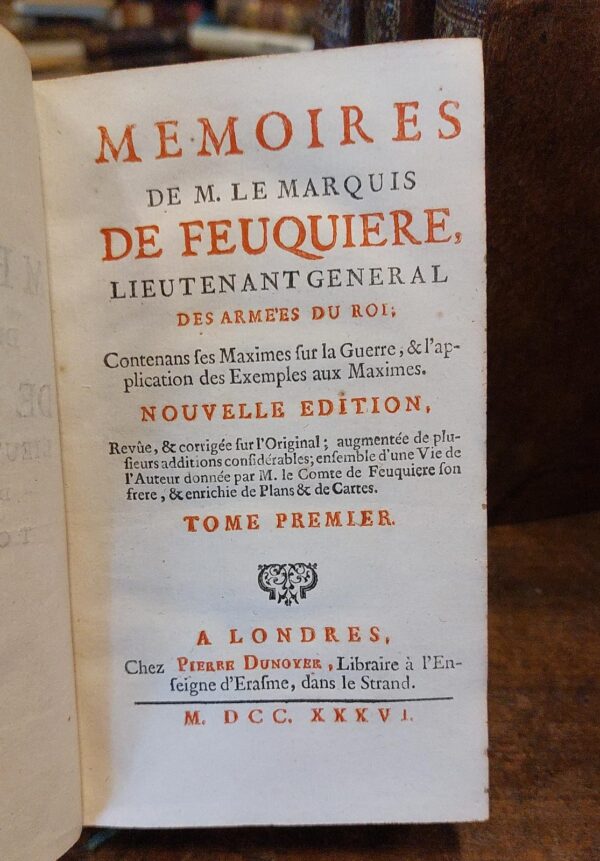 MEMOIRES
DE M. LE MARQUIS
DE FEUQUIERE,
LIEUTENANT GENERAL
DES ARMÉES DU ROI;
Contenans ſes Maximes ſur la Guerre; & l'ap-
plication des Exemples aux Maximes.
NOUVELLE EDITION,
Revûe, & corrigée ſur l'Original; augmentée de plu-
ſieurs additions conſidérables; enſemble d'une Vie de
l'Auteur donnée par M. le Comte de Feuquiere ſon
frere, & enrichie de Plans & de Cartes.
TOME PREMIER.
A LONDRES,
Chez PIERRE DUNOYER, Libraire à l'En-
ſeigne d'Eraſme, dans le Strand.
M. DCC. XXXVI.